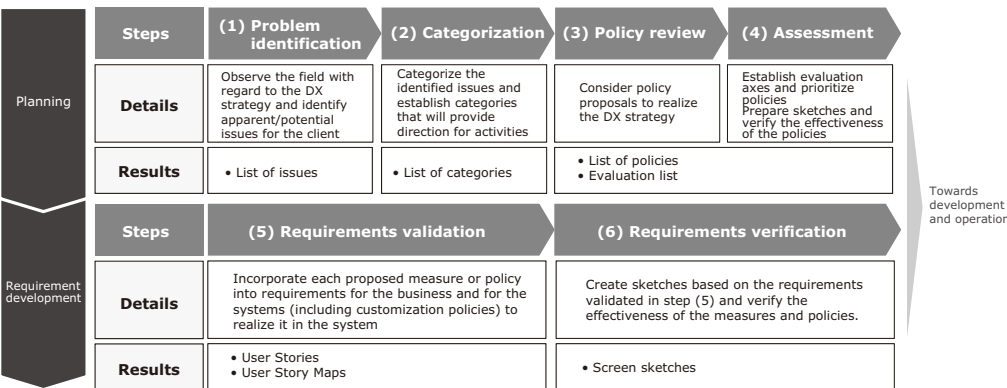 Planning
Steps
(1) Problem
identification
(2) Categorization
(3) Policy review
(4) Assessment
Details
Observe the field with
regard to the DX
strategy and identify
apparent/potential
issues for the client
Categorize the
identified issues and
establish categories
that will provide
direction for activities
Consider policy
proposals to realize
the DX strategy
Establish evaluation
axes and prioritize
policies
Prepare sketches and
verify the effectiveness
of the policies
Results
• List of issues
• List of categories
• List of policies
• Evaluation list
Requirement
development
Steps
(5) Requirements validation
(6) Requirements verification
Details
Incorporate each proposed measure or policy
into requirements for the business and for the
systems (including customization policies) to
realize it in the system
Create sketches based on the requirements
validated in step (5) and verify the
effectiveness of the measures and policies.
Results
• User Stories
• User Story Maps
• Screen sketches
Towards
development
and operation